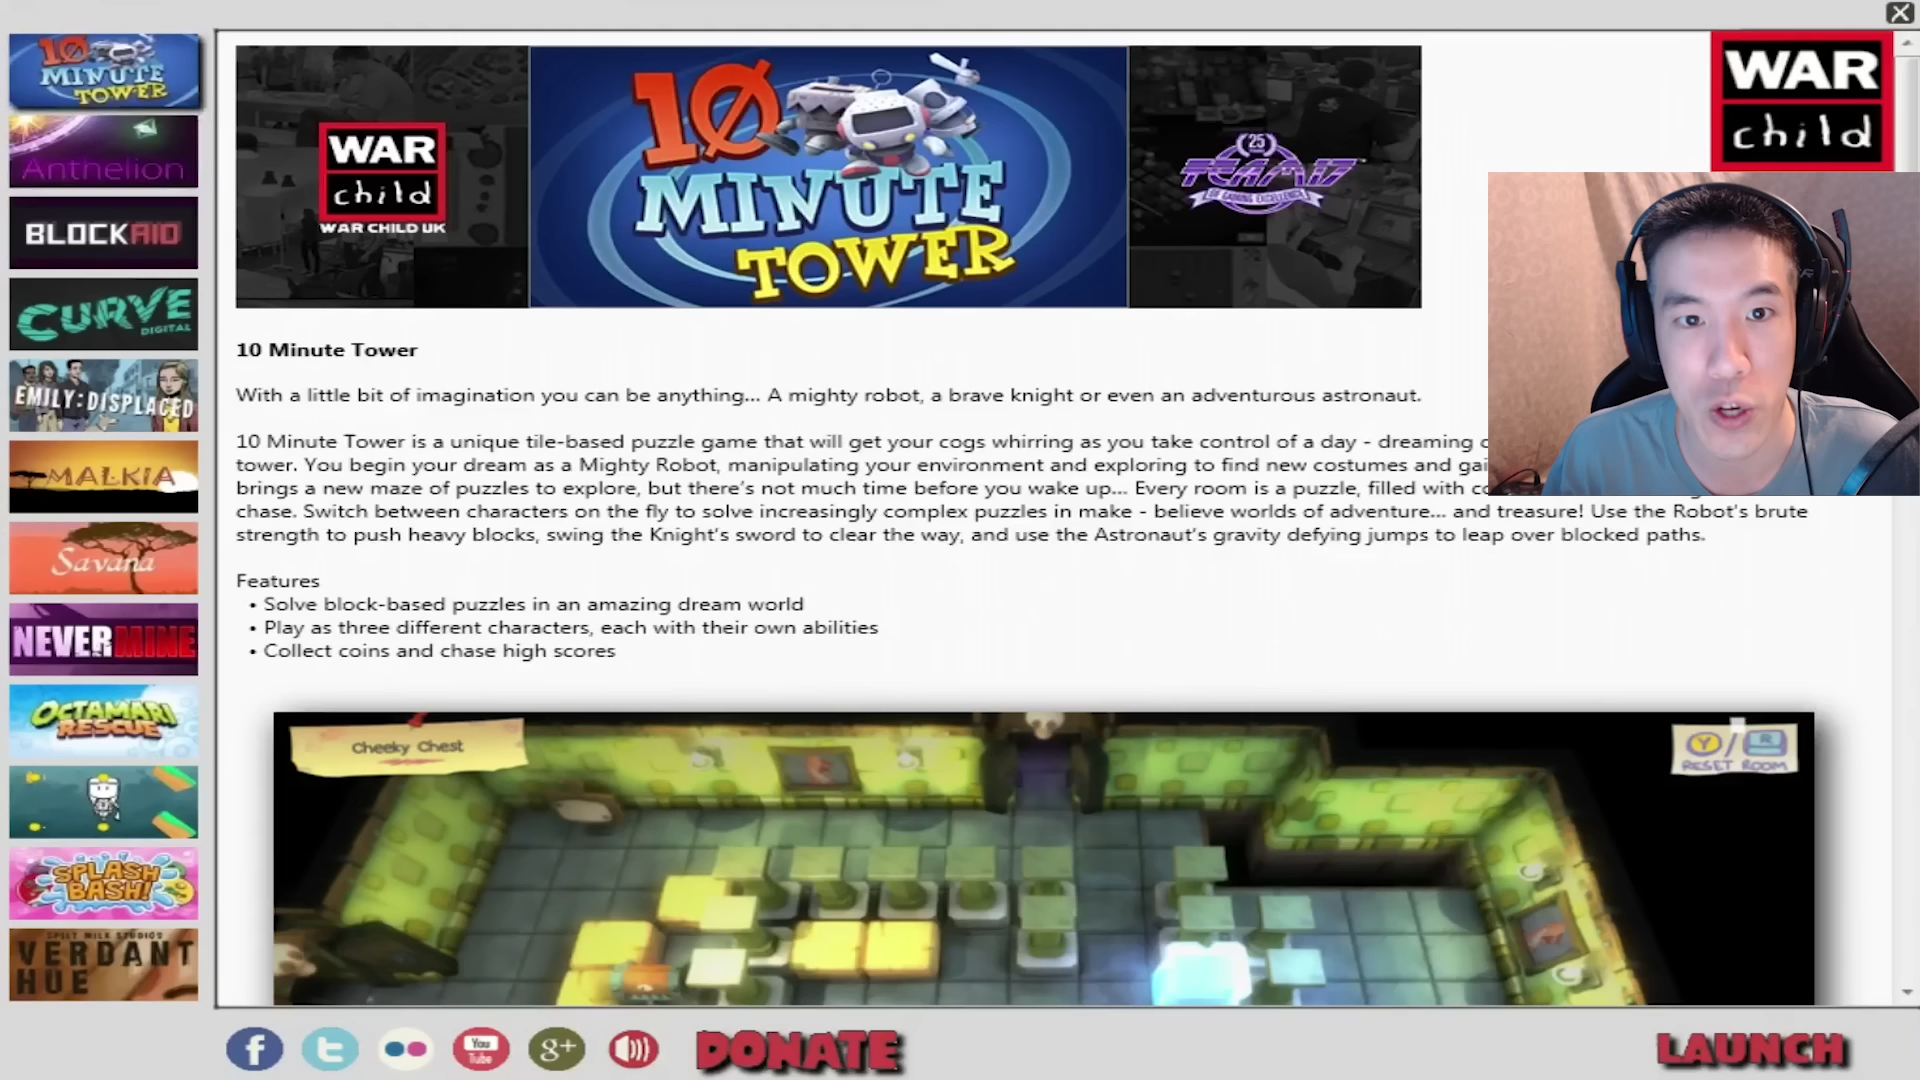 10
MINUTE
TOWER
Anthelion
BLOCKAID
CURVE
DIGITAL
EMILY: DISPLACED
MALKIA
Savana
NEVERMINE
OCTAMARI
RESCUE
SPLASH
BASH!
SPILT MILK STUDIOS
VERDANT
HUE
WAR
child
WAR CHILD UK
10
MINUTE
TOWER
25
TEAM17
OF GAMING EXCELLENCE
WAR
child
10 Minute Tower
With a little bit of imagination you can be anything... A mighty robot, a brave knight or even an adventurous astronaut.
10 Minute Tower is a unique tile-based puzzle game that will get your cogs whirring as you take control of a day - dreaming
tower. You begin your dream as a Mighty Robot, manipulating your environment and exploring to find new costumes and
brings a new maze of puzzles to explore, but there's not much time before you wake up... Every room is a puzzle, filled with
chase. Switch between characters on the fly to solve increasingly complex puzzles in make - believe worlds of adventure... and treasure! Use the Robot's brute
strength to push heavy blocks, swing the Knight's sword to clear the way, and use the Astronaut's gravity defying jumps to leap over blocked paths.
Features
• Solve block-based puzzles in an amazing dream world
• Play as three different characters, each with their own abilities
• Collect coins and chase high scores
Cheeky Chest
Y / R
RESET ROOM
f
t
You
Tube
g+
DONATE
LAUNCH